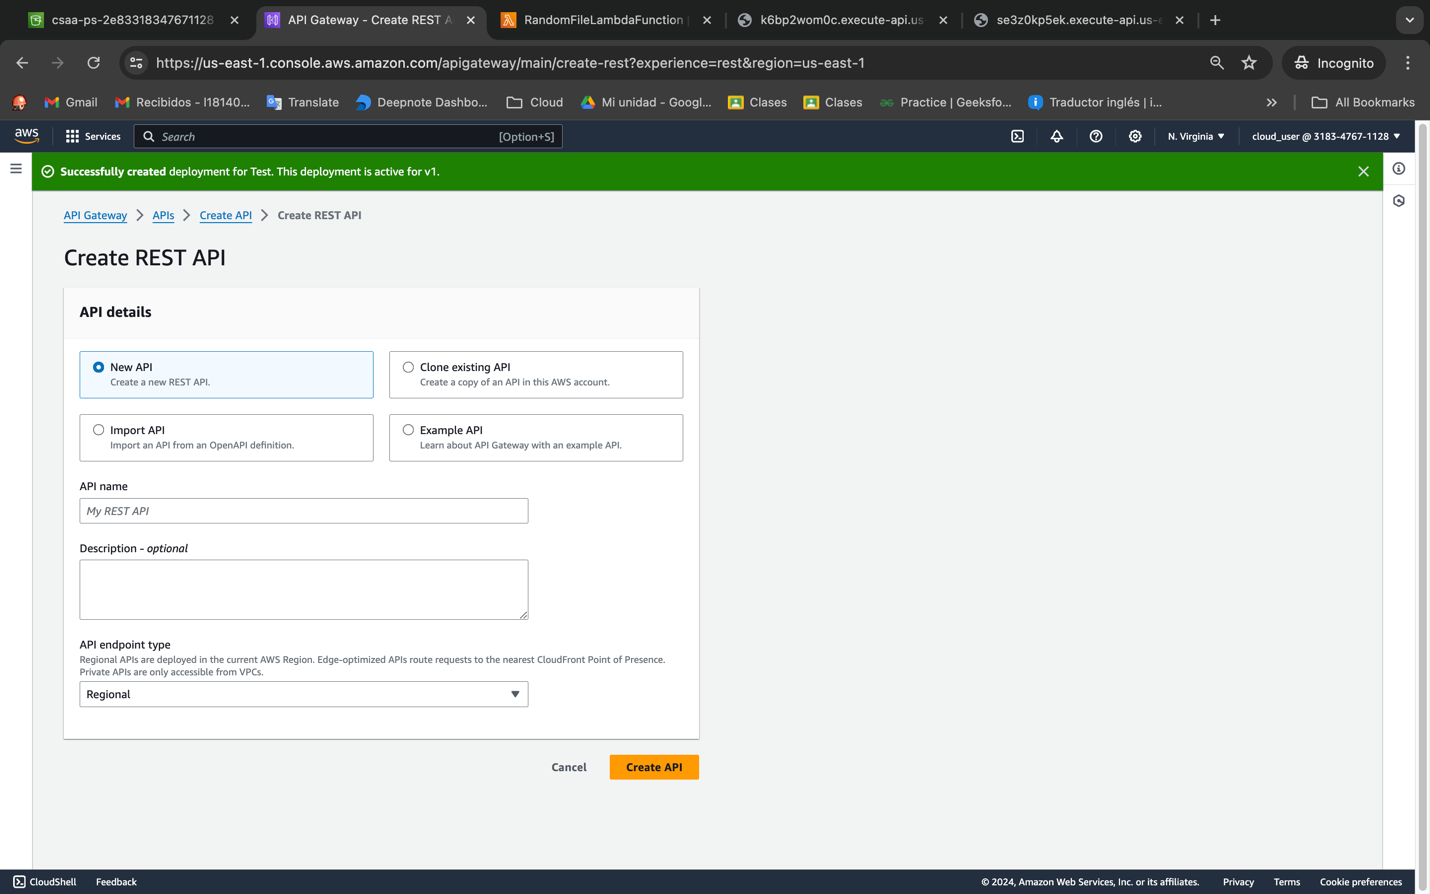 csaa-ps-2e83318347671128
API Gateway - Create REST A
RandomFileLambdaFunction
k6bp2wom0c.execute-api.us
se3z0kp5ek.execute-api.us-e
https://us-east-1.console.aws.amazon.com/apigateway/main/create-rest?experience=rest&region=us-east-1
Incognito
Gmail
Recibidos - l18140...
Translate
Deepnote Dashbo...
Cloud
Mi unidad - Googl...
Clases
Clases
Practice | Geeksfo...
Traductor inglés | i...
All Bookmarks
aws
Services
Search
[Option+S]
N. Virginia
cloud_user @ 3183-4767-1128
Successfully created deployment for Test. This deployment is active for v1.
API Gateway > APIs > Create API > Create REST API
Create REST API
API details
New API
Create a new REST API.
Clone existing API
Create a copy of an API in this AWS account.
Import API
Import an API from an OpenAPI definition.
Example API
Learn about API Gateway with an example API.
API name
My REST API
Description - optional
API endpoint type
Regional APIs are deployed in the current AWS Region. Edge-optimized APIs route requests to the nearest CloudFront Point of Presence.
Private APIs are only accessible from VPCs.
Regional
Cancel
Create API
CloudShell
Feedback
© 2024, Amazon Web Services, Inc. or its affiliates.
Privacy
Terms
Cookie preferences